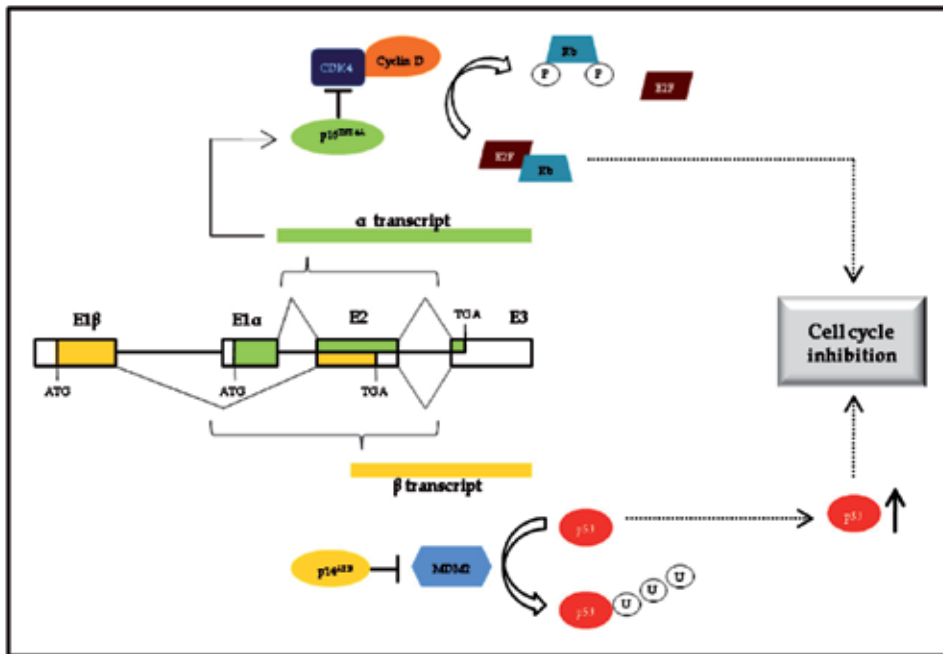 Cyclin D
CDK4
Rb
P P
E2F
p16INK4A
E2F
Rb
α transcript
E1β
E1α
E2
TGA
E3
Cell cycle
inhibition
ATG
ATG
TGA
β transcript
p53
p53
p14ARF
MDM2
p53
U U U